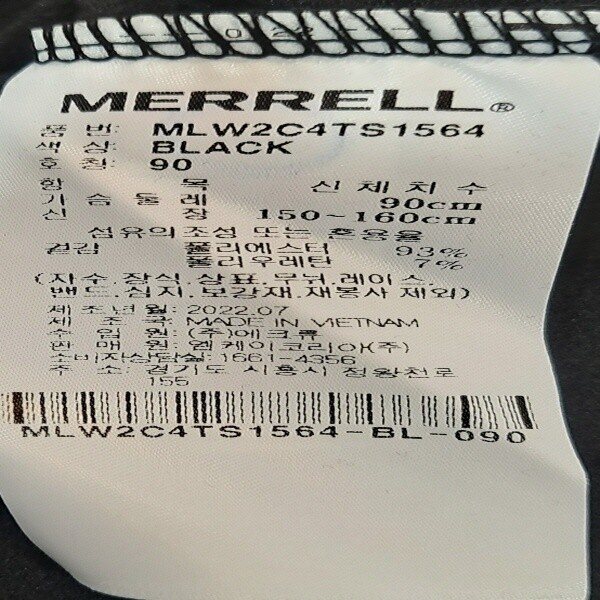 MERRELL®
품 번: MLW2C4TS1564
색 상: BLACK
호 칭: 90
항 목 신 체 치 수
가 슴 둘 레 90cm
신 장 150~160cm
섬유의 조성 또는 혼용율
겉감 폴리에스터 93%
폴리우레탄 7%
(자수.장식.상표.무늬.레이스.
밴드.심지.보강재.재봉사 제외)
제조년월: 2022.07
제 조 국: MADE IN VIETNAM
수 입 원: (주)에크류
판 매 원: 엠케이코리아(주)
소비자상담실: 1661-4356
주 소: 경기도 시흥시 정왕천로
155
MLW2C4TS1564-BL-090